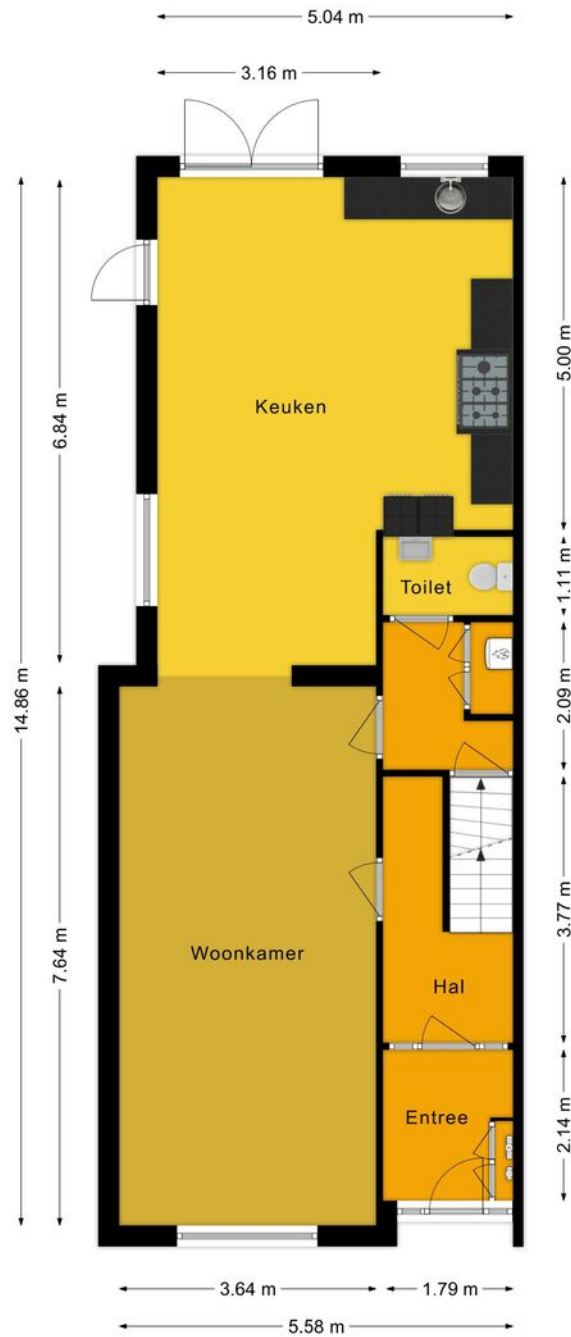 5.04 m
3.16 m
14.86 m
6.84 m
5.00 m
Keuken
Toilet
1.11 m
2.09 m
7.64 m
Woonkamer
3.77 m
Hal
Entree
2.14 m
3.64 m
1.79 m
5.58 m